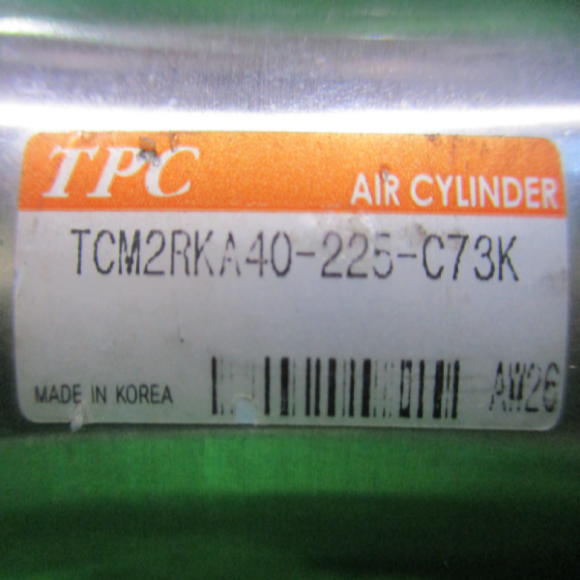 TPC
AIR CYLINDER
TCM2RKA40-225-C73K
MADE IN KOREA
AW26